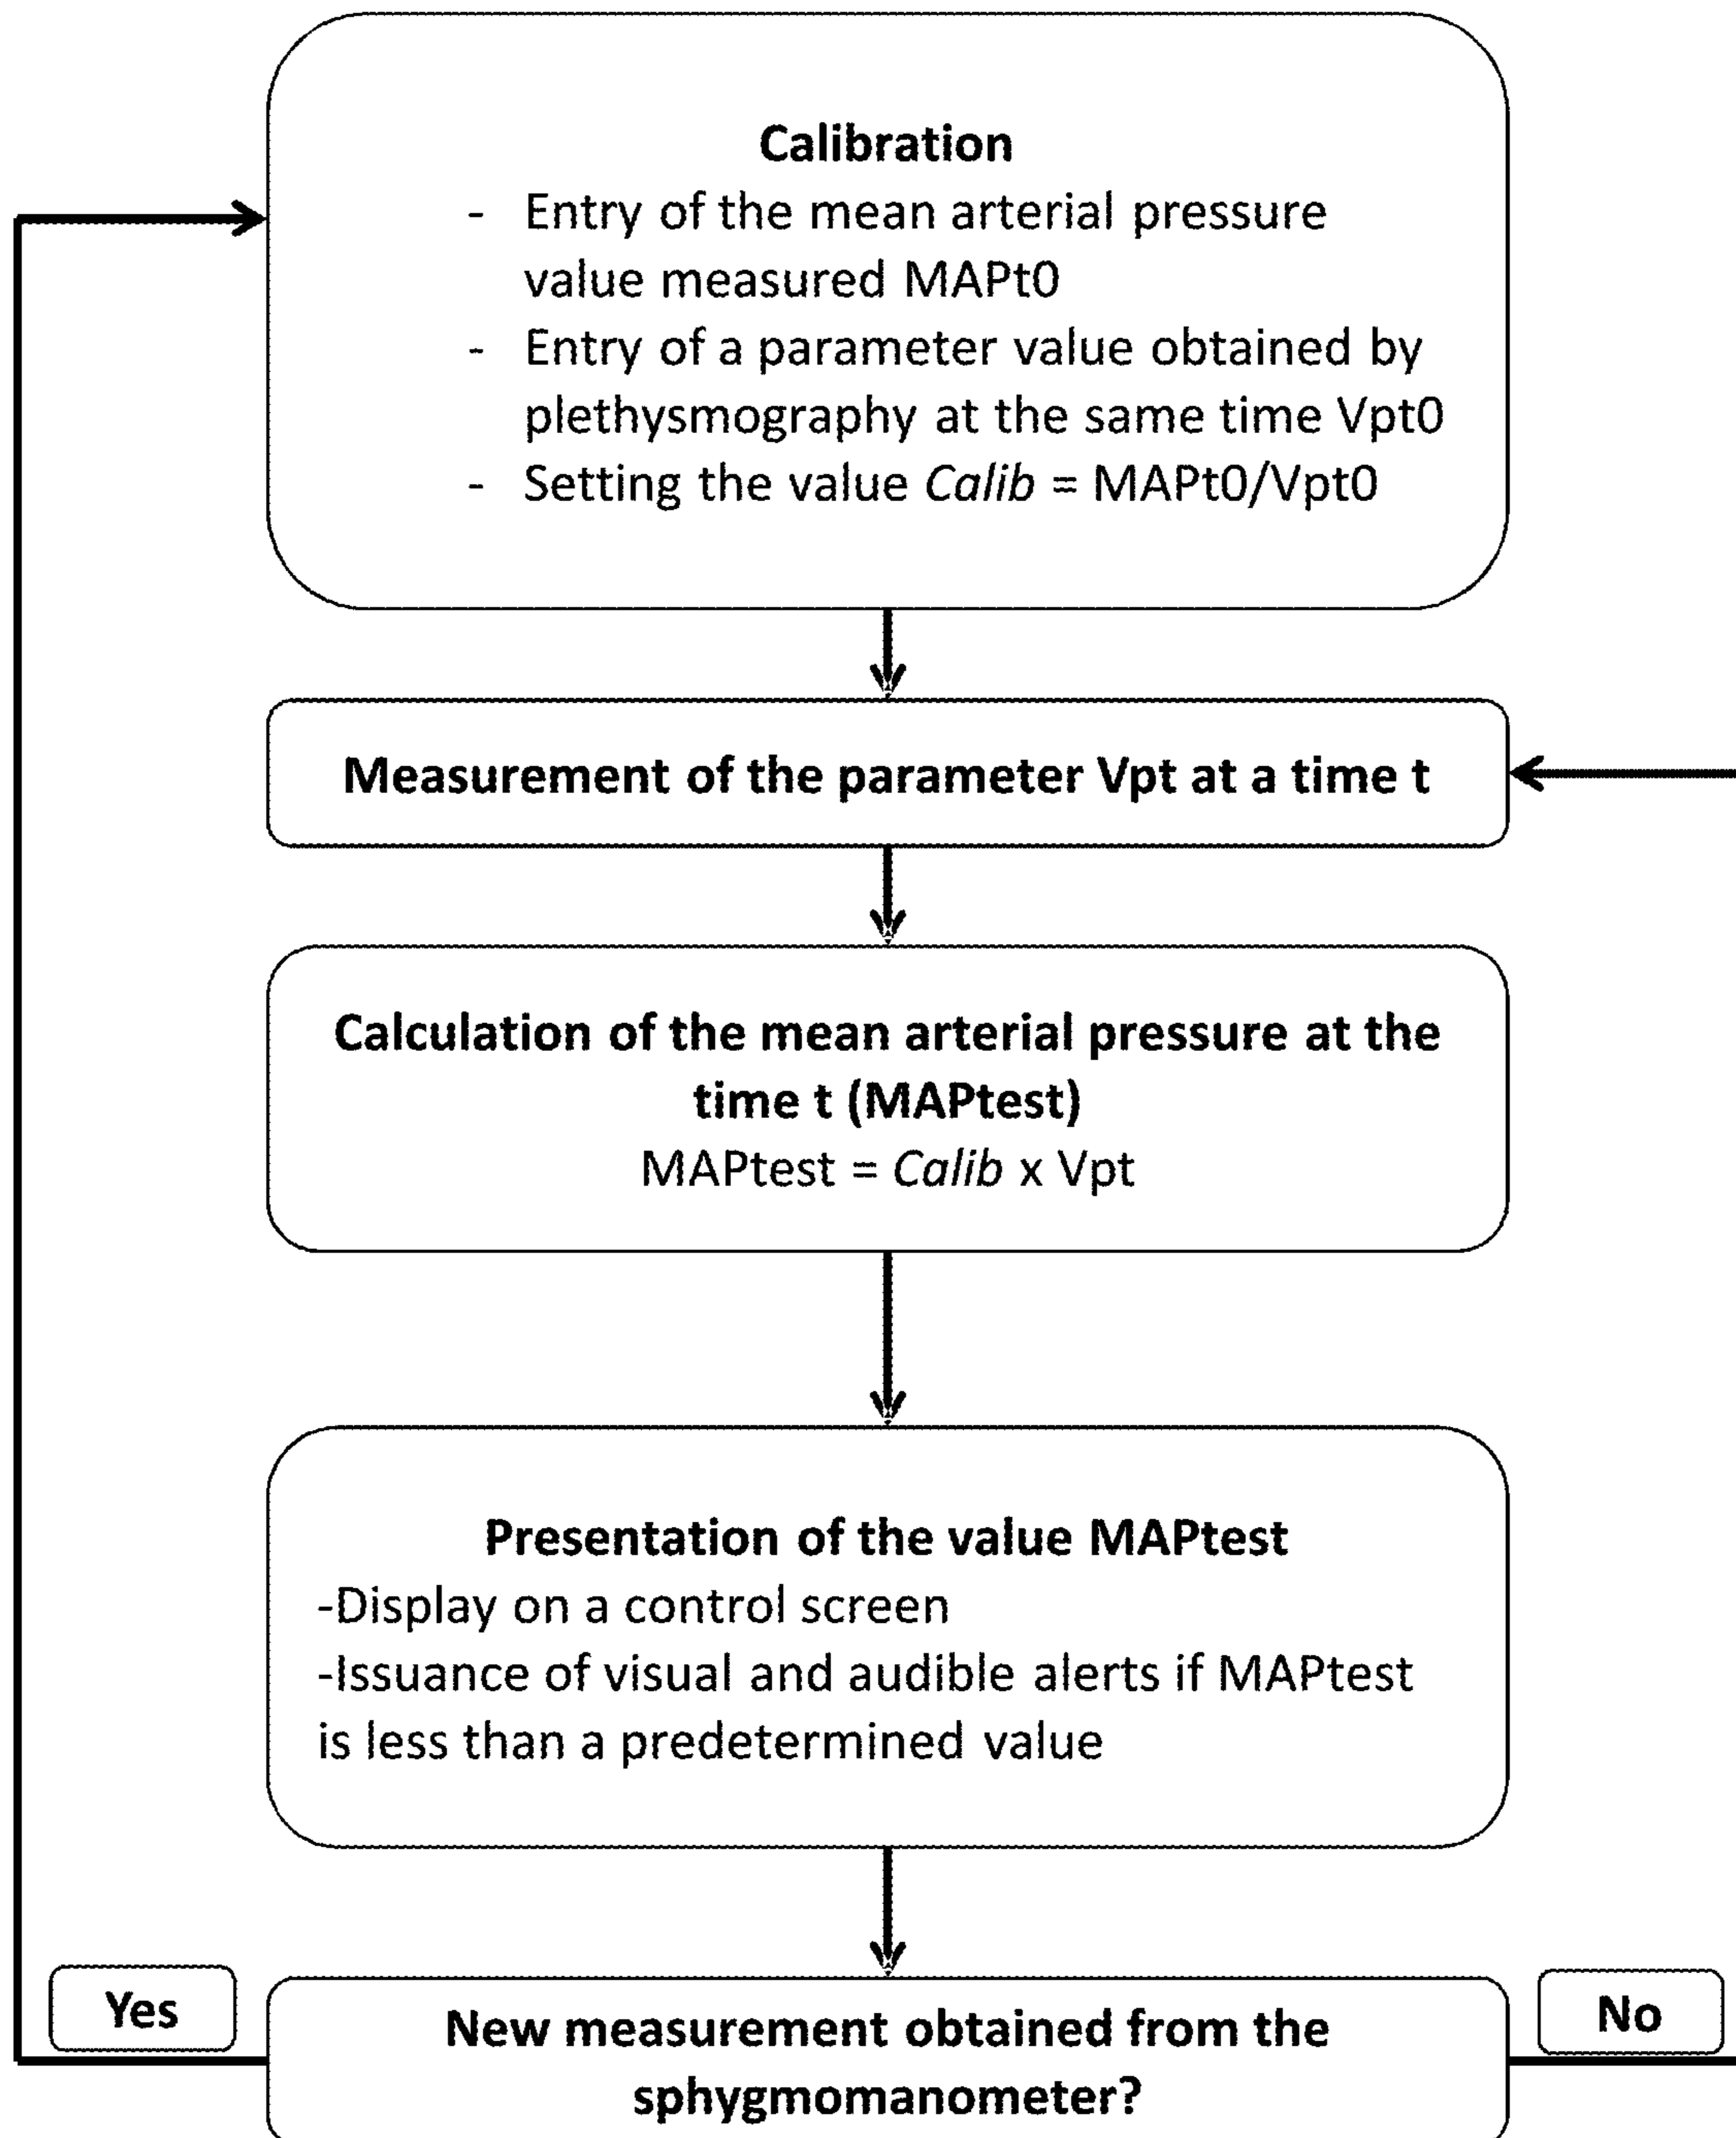 Calibration
- Entry of the mean arterial pressure
value measured MAPt0
- Entry of a parameter value obtained by
plethysmography at the same time Vpt0
- Setting the value Calib = MAPt0/Vpt0
Measurement of the parameter Vpt at a time t
Calculation of the mean arterial pressure at the
time t (MAPtest)
MAPtest = Calib x Vpt
Presentation of the value MAPtest
-Display on a control screen
-Issuance of visual and audible alerts if MAPtest
is less than a predetermined value
Yes
New measurement obtained from the
sphygmomanometer?
No